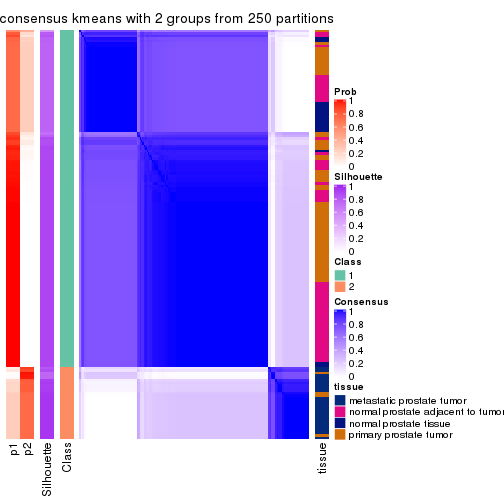 consensus kmeans with 2 groups from 250 partitions
Prob
1
0.8
0.6
0.4
0.2
0
Silhouette
1
0.8
0.6
0.4
0.2
0
Class
1
2
Consensus
1
0.8
0.6
0.4
0.2
0
tissue
metastatic prostate tumor
normal prostate adjacent to tumor
normal prostate tissue
primary prostate tumor
p1
p2
Silhouette
Class
tissue